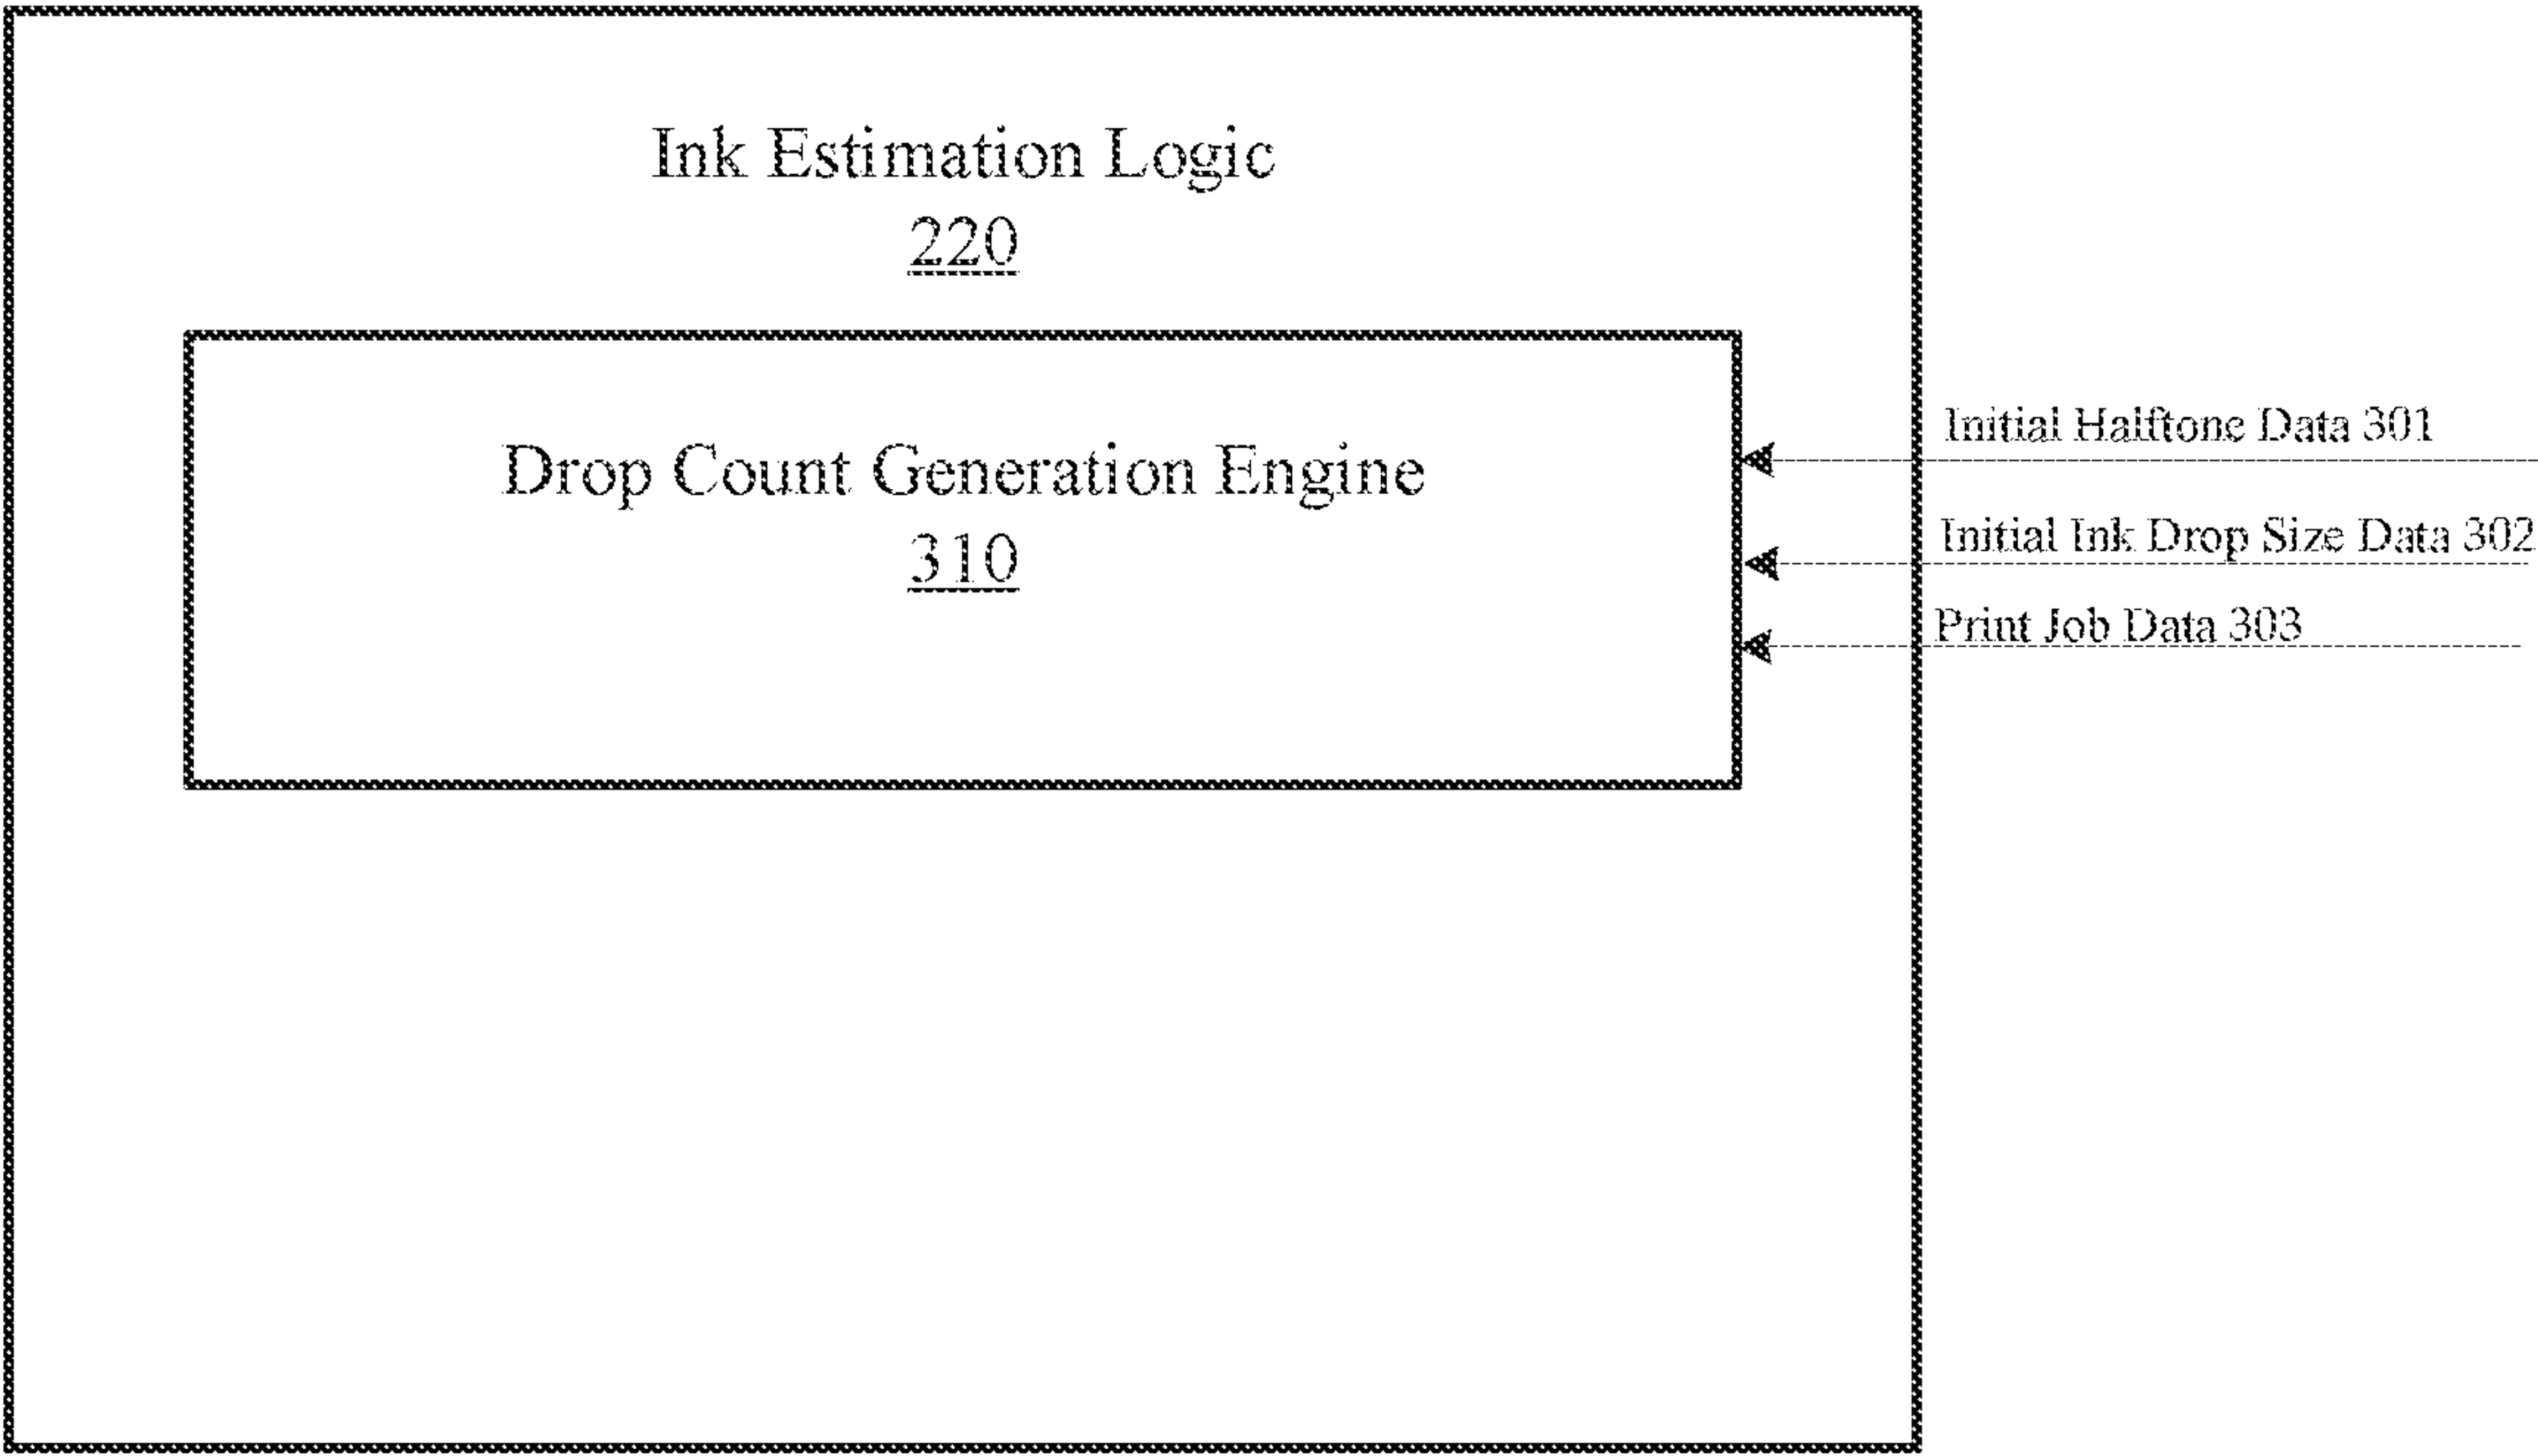 Ink Estimation Logic
220
Drop Count Generation Engine
310
Initial Halftone Data 301
Initial Ink Drop Size Data 302
Print Job Data 303